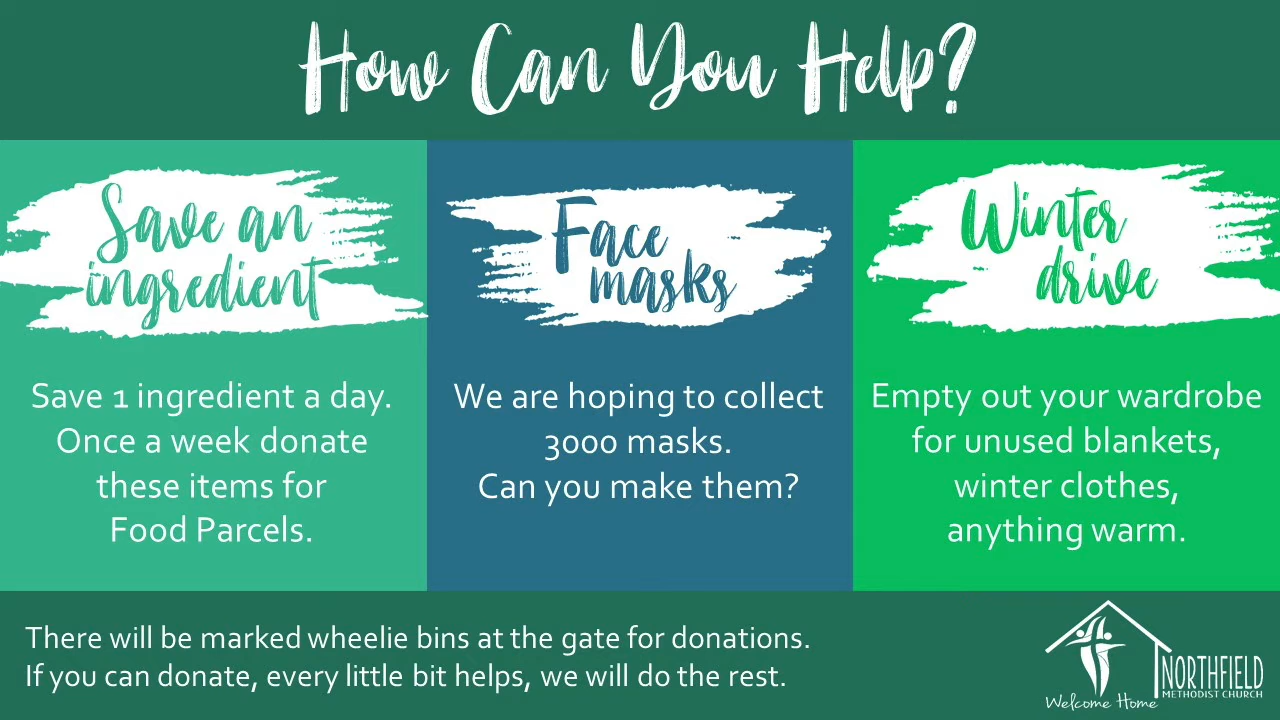 How Can You Help?
Save an
ingredient
Save 1 ingredient a day.
Once a week donate
these items for
Food Parcels.
Face
masks
We are hoping to collect
3000 masks.
Can you make them?
Winter
drive
Empty out your wardrobe
for unused blankets,
winter clothes,
anything warm.
There will be marked wheelie bins at the gate for donations.
If you can donate, every little bit helps, we will do the rest.
NORTHFIELD
METHODIST CHURCH
Welcome Home